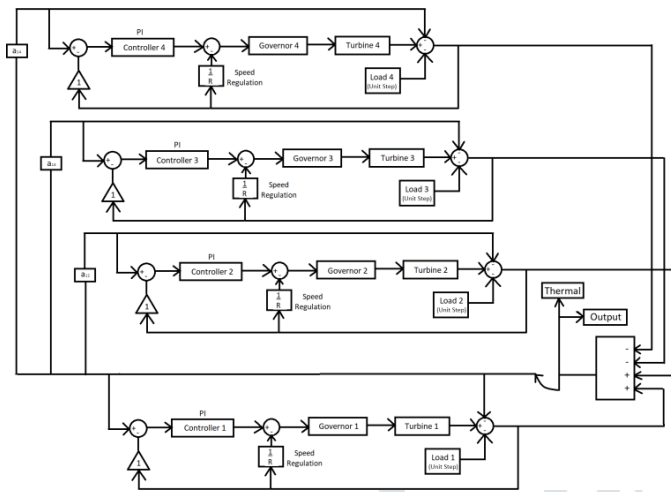 PI
a₁₄
+
-
Controller 4
+
-
Governor 4
Turbine 4
+
-
-
1
1
R
Speed
Regulation
Load 4
(Unit Step)
PI
a₁₃
+
-
Controller 3
+
-
Governor 3
Turbine 3
+
-
-
1
1
R
Speed
Regulation
Load 3
(Unit Step)
PI
a₁₂
+
-
Controller 2
+
-
Governor 2
Turbine 2
+
-
-
1
1
R
Speed
Regulation
Load 2
(Unit Step)
Thermal
Output
-
-
+
+
PI
+
-
Controller 1
+
-
Governor 1
Turbine 1
+
-
-
1
1
R
Speed
Regulation
Load 1
(Unit Step)